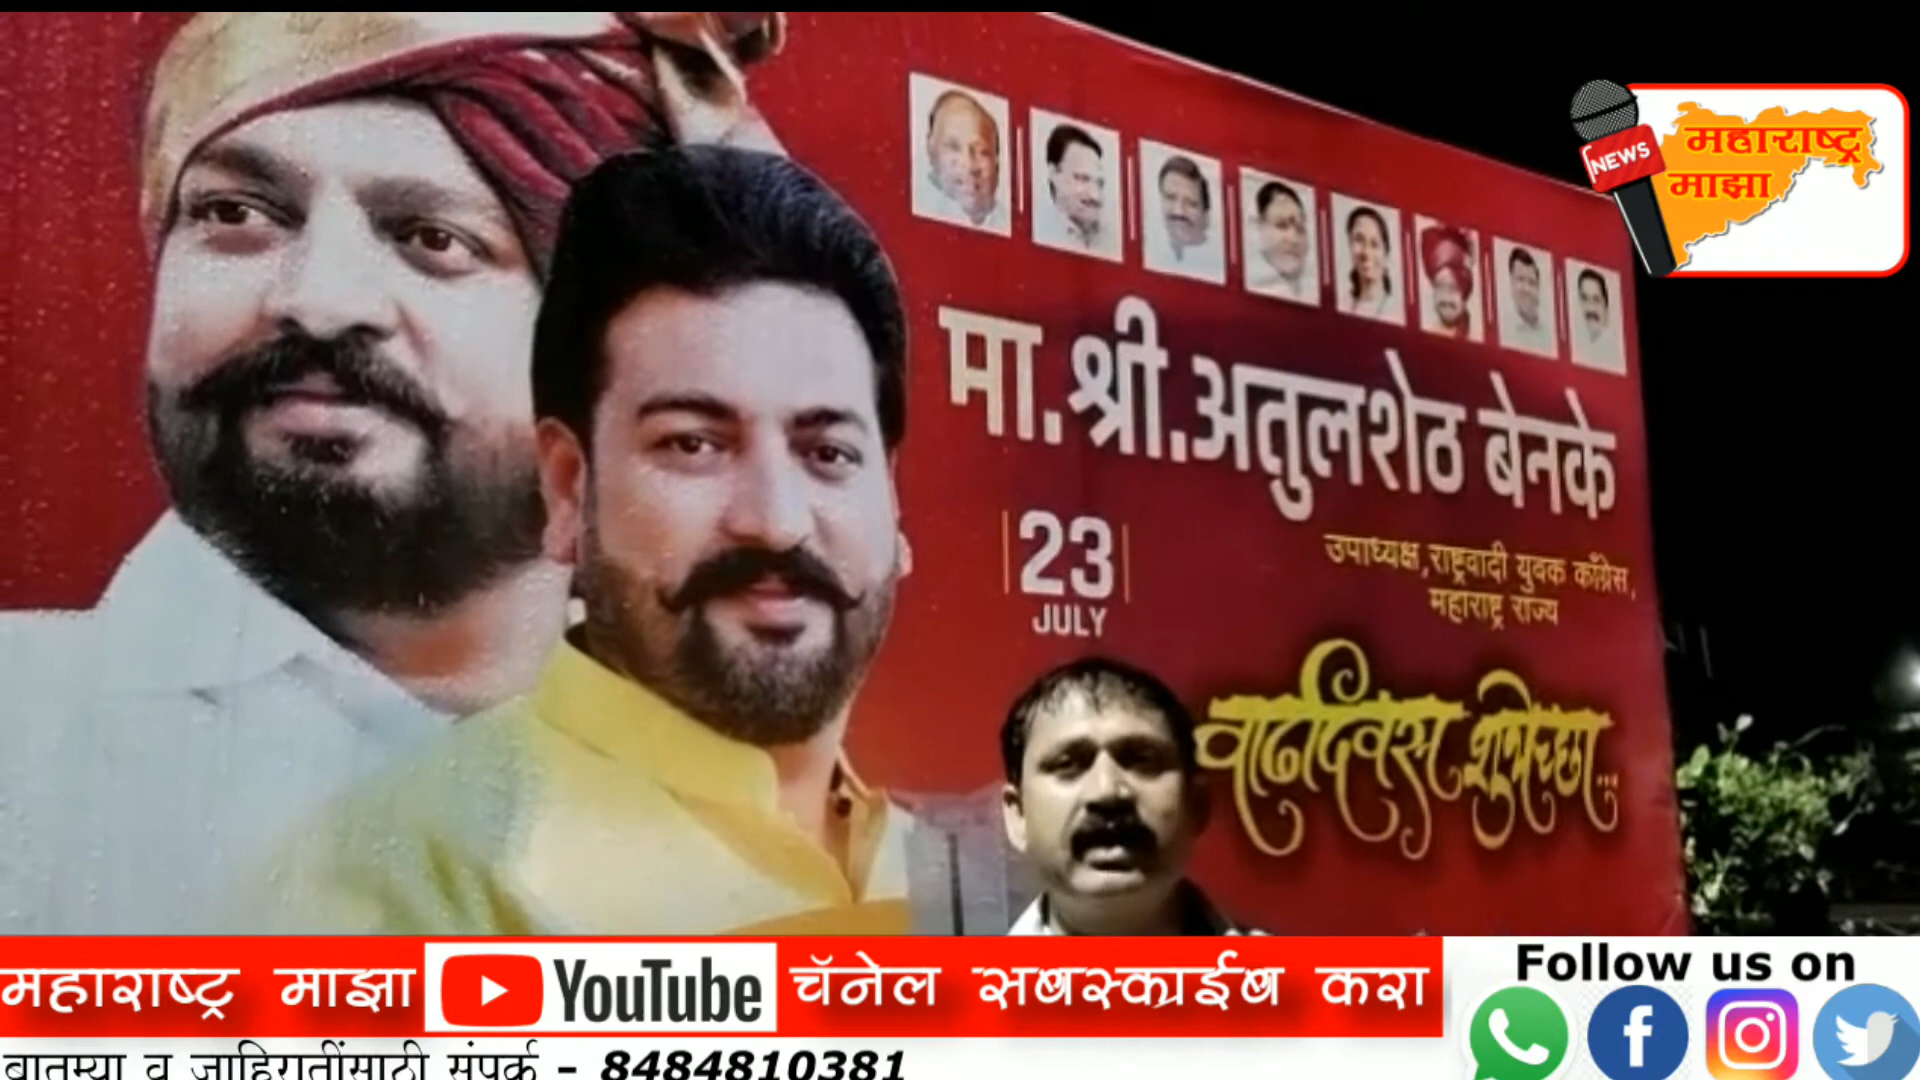 NEWS
महाराष्ट्र
माझा
मा.श्री.अतुलशेठ बेनके
23
JULY
उपाध्यक्ष,राष्ट्रवादी युवक काँग्रेस,
महाराष्ट्र राज्य
वाढदिवस शुभेच्छा...
महाराष्ट्र माझा YouTube चॅनेल सबस्काईब करा
Follow us on
बातम्या व जाहिरातींसाठी संपर्क - 8484810381